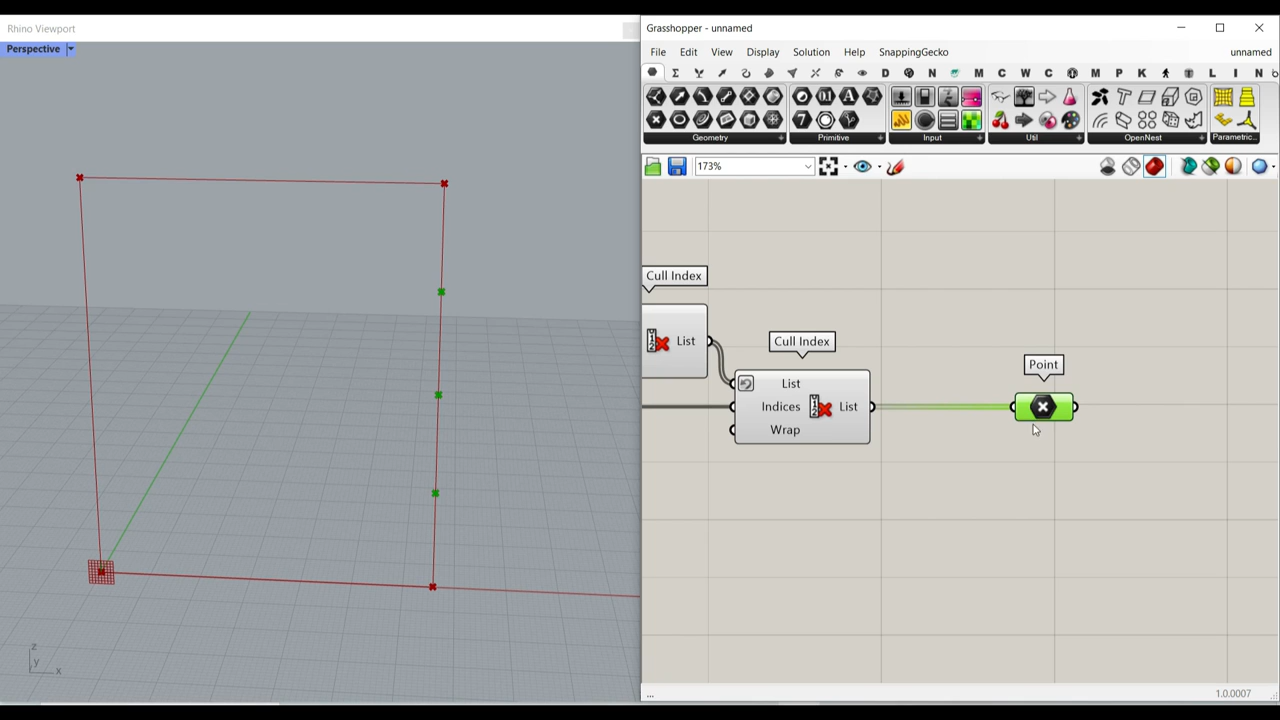 Rhino Viewport
Perspective
z
y
x
Grasshopper - unnamed
File Edit View Display Solution Help SnappingGecko unnamed
D N M C W C M P K L I N
Geometry Primitive Input Util OpenNest Parametric...
173%
Cull Index
List
Cull Index
List
Indices List
Wrap
Point
...
1.0.0007